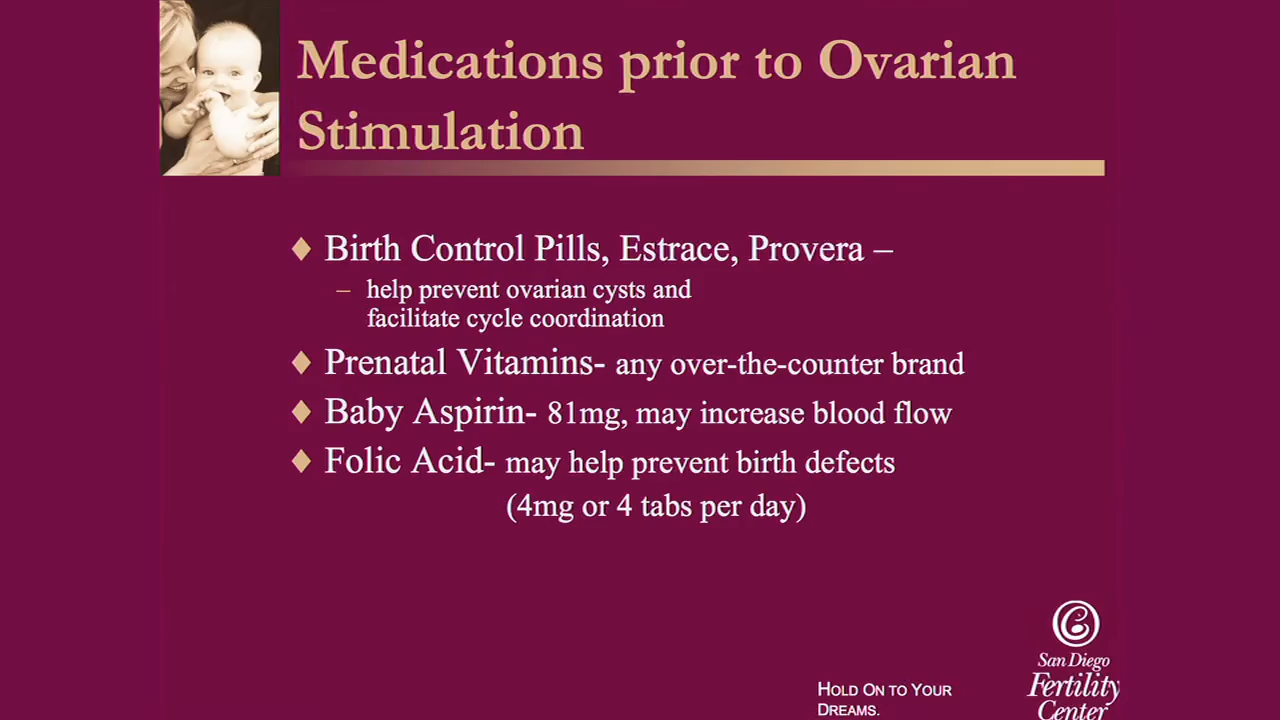 Medications prior to Ovarian
Stimulation
Birth Control Pills, Estrace, Provera –
– help prevent ovarian cysts and
facilitate cycle coordination
Prenatal Vitamins- any over-the-counter brand
Baby Aspirin- 81mg, may increase blood flow
Folic Acid- may help prevent birth defects
(4mg or 4 tabs per day)
HOLD ON TO YOUR
DREAMS.
San Diego
Fertility
Center